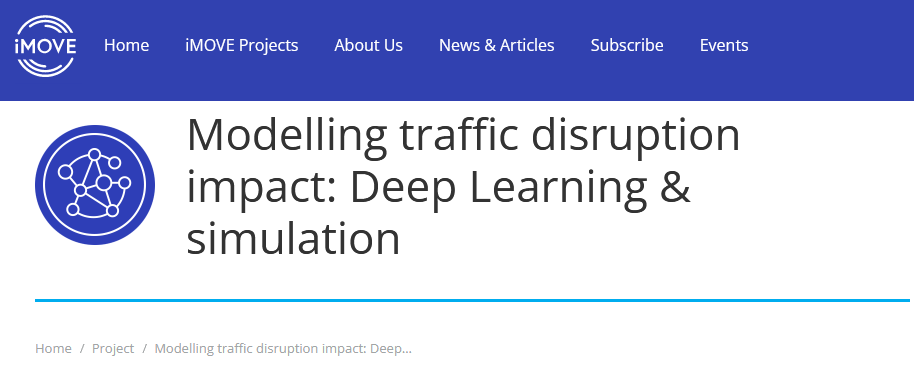 iMOVE
Home iMOVE Projects About Us News & Articles Subscribe Events
Modelling traffic disruption
impact: Deep Learning &
simulation
Home / Project / Modelling traffic disruption impact: Deep...